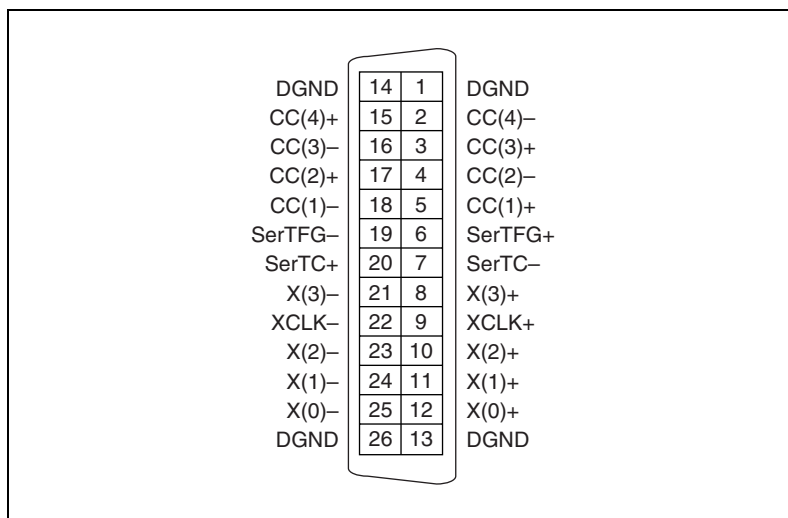 DGND 14 1 DGND
CC(4)+ 15 2 CC(4)–
CC(3)– 16 3 CC(3)+
CC(2)+ 17 4 CC(2)–
CC(1)– 18 5 CC(1)+
SerTFG– 19 6 SerTFG+
SerTC+ 20 7 SerTC–
X(3)– 21 8 X(3)+
XCLK– 22 9 XCLK+
X(2)– 23 10 X(2)+
X(1)– 24 11 X(1)+
X(0)– 25 12 X(0)+
DGND 26 13 DGND